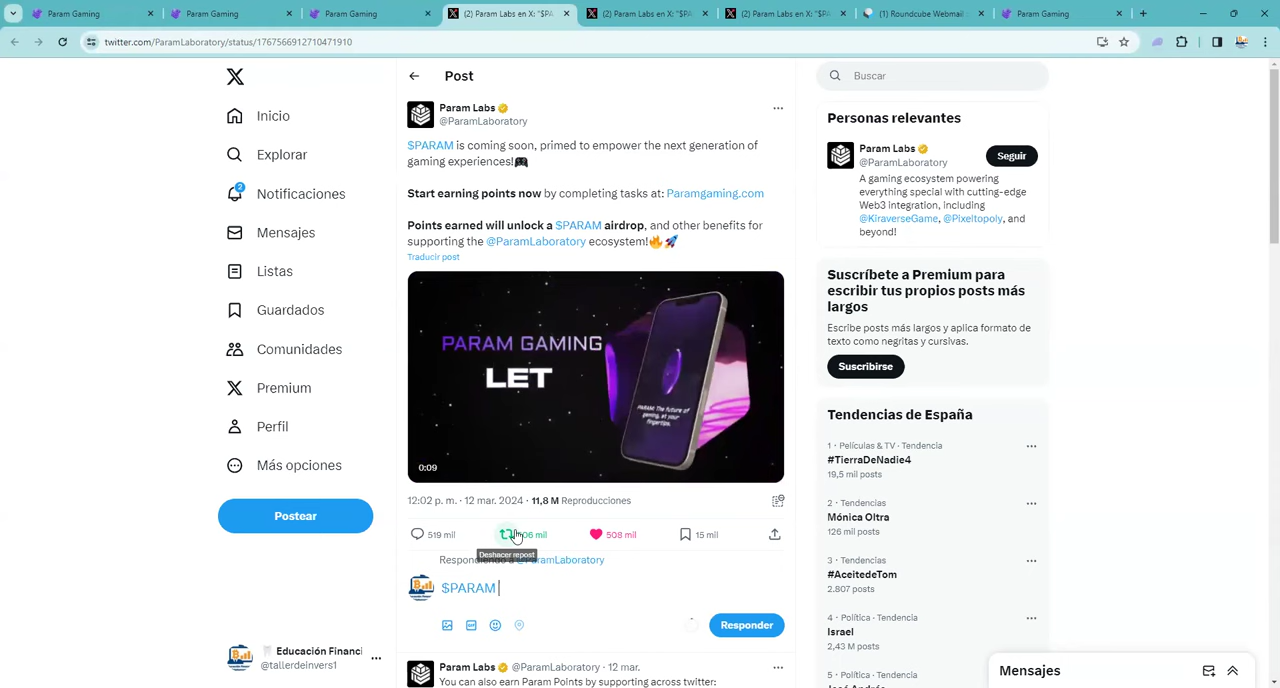 Param Gaming
Param Gaming
Param Gaming
(2) Param Labs en X: "$PA
(2) Param Labs en X: "$PA
(2) Param Labs en X: "$PA
(1) Roundcube Webmail
Param Gaming
twitter.com/ParamLaboratory/status/1767566912710471910
Inicio
Explorar
2
Notificaciones
Mensajes
Listas
Guardados
Comunidades
Premium
Perfil
Más opciones
Postear
Educación Financi
@tallerdeinvers1
Post
Param Labs
@ParamLaboratory
$PARAM is coming soon, primed to empower the next generation of
gaming experiences!🎮
Start earning points now by completing tasks at: Paramgaming.com
Points earned will unlock a $PARAM airdrop, and other benefits for
supporting the @ParamLaboratory ecosystem!🔥🚀
Traducir post
PARAM GAMING
LET
PARAM: The future of
gaming, at your
fingertips.
0:09
12:02 p. m. · 12 mar. 2024 · 11,8 M Reproducciones
519 mil
06 mil
508 mil
15 mil
Deshacer repost
Respondiendo a @ParamLaboratory
$PARAM
Responder
Param Labs @ParamLaboratory · 12 mar.
You can also earn Param Points by supporting across twitter:
Buscar
Personas relevantes
Param Labs
@ParamLaboratory
Seguir
A gaming ecosystem powering
everything special with cutting-edge
Web3 integration, including
@KiraverseGame, @Pixeltopoly, and
beyond!
Suscríbete a Premium para
escribir tus propios posts más
largos
Escribe posts más largos y aplica formato de
texto como negritas y cursivas.
Suscribirse
Tendencias de España
1 · Películas & TV · Tendencia
#TierraDeNadie4
19,5 mil posts
2 · Tendencias
Mónica Oltra
126 mil posts
3 · Tendencias
#AceitedeTom
2.807 posts
4 · Política · Tendencia
Israel
2,43 M posts
5 · Política · Tendencia
Mensajes